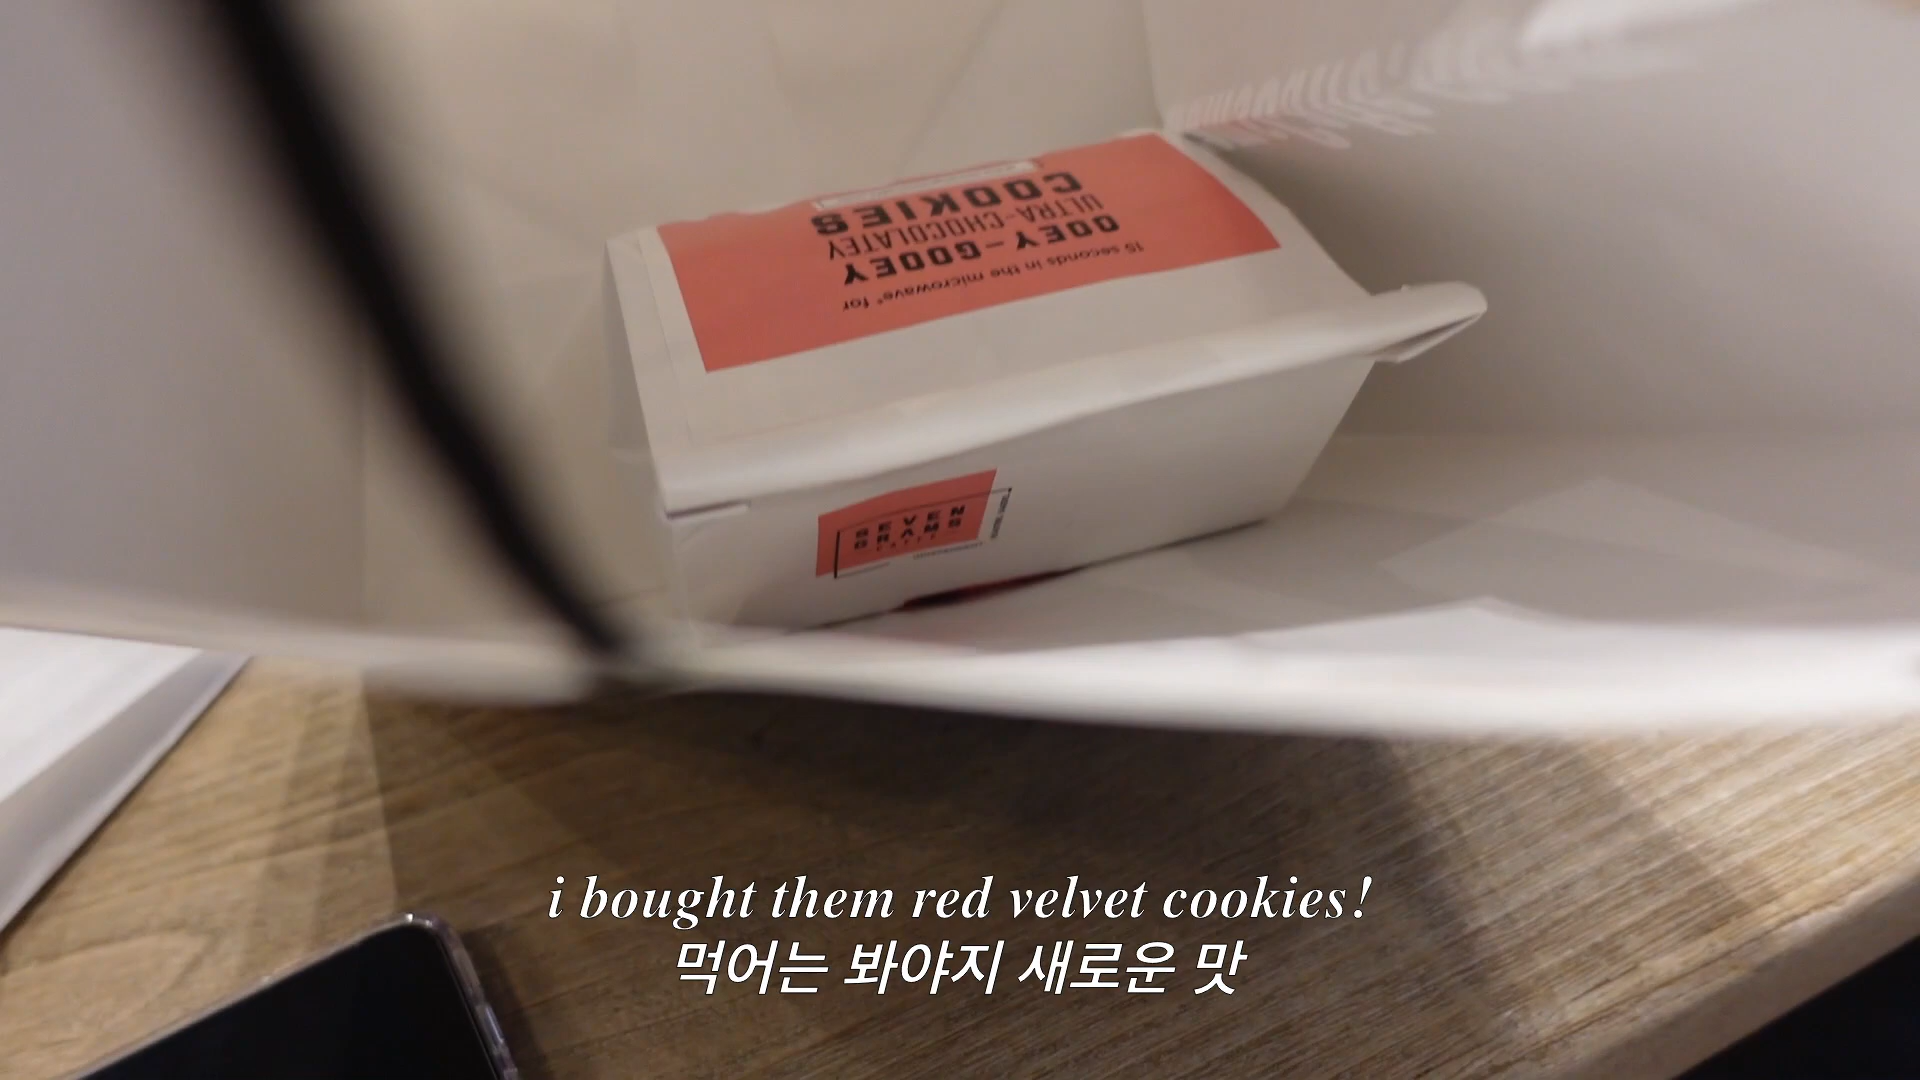 15 seconds in the microwave* for
OOEY-GOOEY
ULTRA-CHOCOLATEY
COOKIES
SEVEN
GRAMS
i bought them red velvet cookies!
먹어는 봐야지 새로운 맛